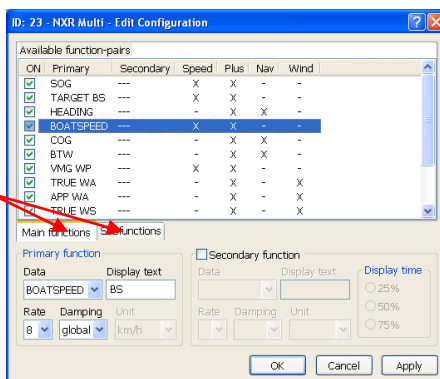 ID: 23 - NXR Multi - Edit Configuration
Available function-pairs
ON Primary Secondary Speed Plus Nav Wind
SOG --- X X - -
TARGET BS --- X X - -
HEADING --- - X X -
BOATSPEED --- X X - -
COG --- - X X -
BTW --- - X X -
VMG WP --- X X - -
TRUE WA --- - X - X
APP WA --- - X - X
TRUE WS --- - X - X
Main functions Subfunctions
Primary function
Data Display text
BOATSPEED BS
Rate Damping Unit
8 global km/h
Secondary function
Data Display text
Rate Damping Unit
Display time
25%
50%
75%
OK Cancel Apply